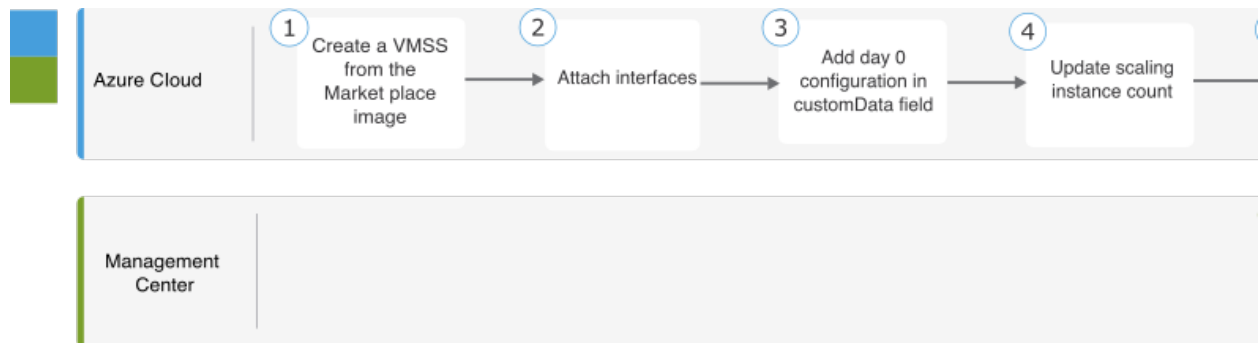 Azure Cloud
1
Create a VMSS
from the
Market place
image
2
Attach interfaces
3
Add day 0
configuration in
customData field
4
Update scaling
instance count
Management
Center